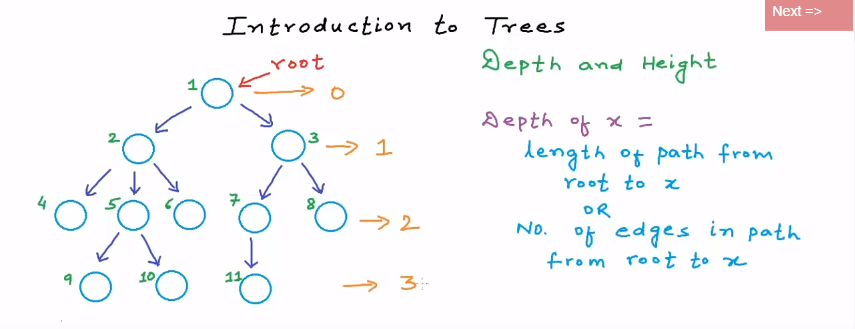 Next =>
Introduction to Trees
root
1
0
2
3
1
4
5
6
7
8
2
9
10
11
3
Depth and Height
Depth of x =
length of path from
root to x
OR
No. of edges in path
from root to x